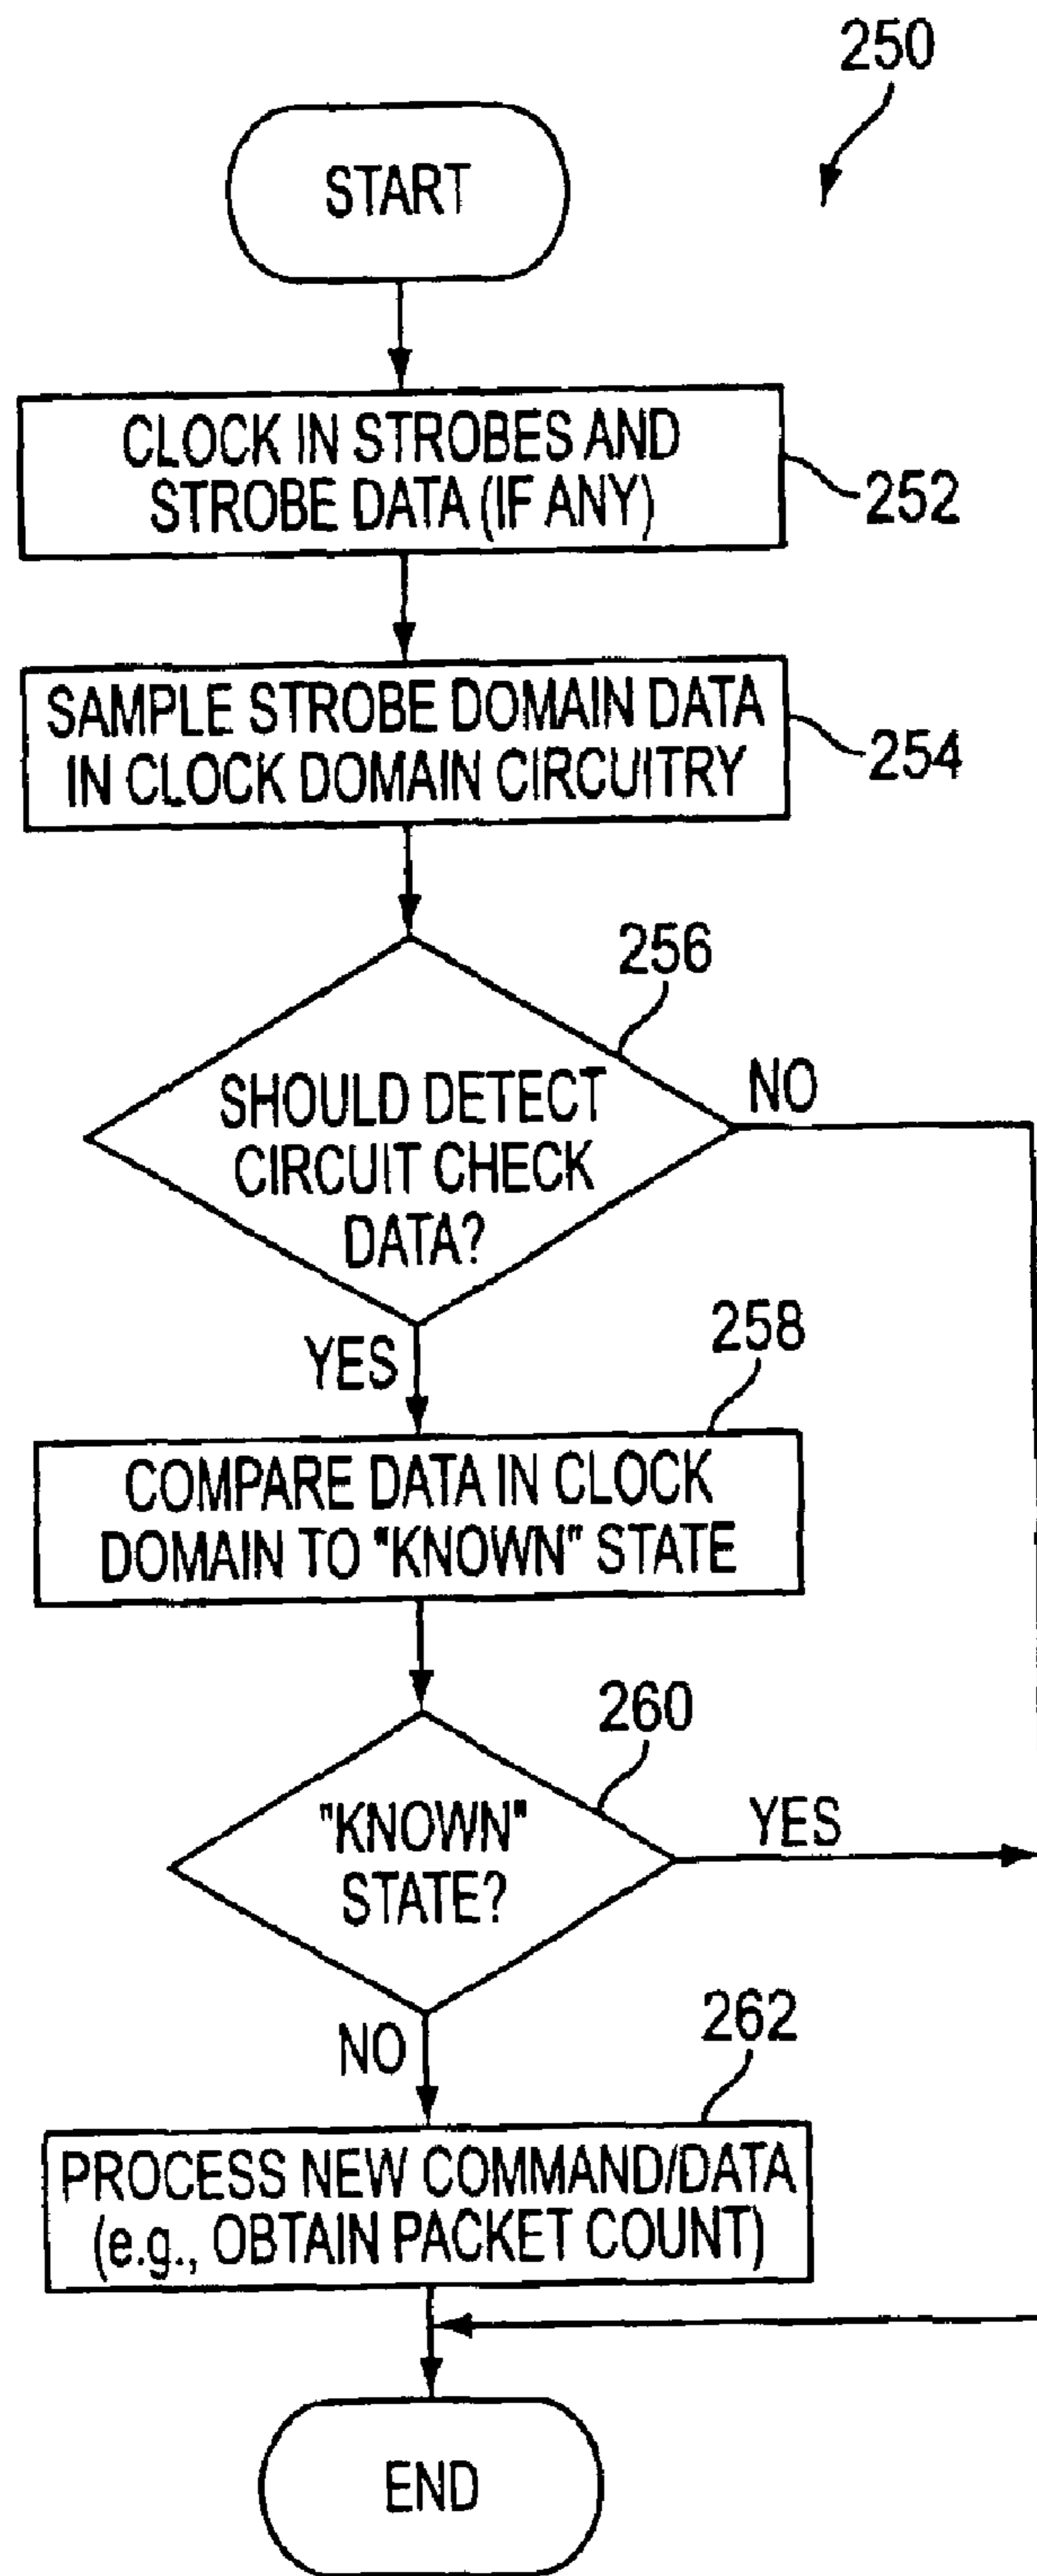 250
START
CLOCK IN STROBES AND
STROBE DATA (IF ANY)
252
SAMPLE STROBE DOMAIN DATA
IN CLOCK DOMAIN CIRCUITRY
254
256
SHOULD DETECT
CIRCUIT CHECK
DATA?
NO
YES
258
COMPARE DATA IN CLOCK
DOMAIN TO "KNOWN" STATE
260
"KNOWN"
STATE?
YES
NO
262
PROCESS NEW COMMAND/DATA
(e.g., OBTAIN PACKET COUNT)
END